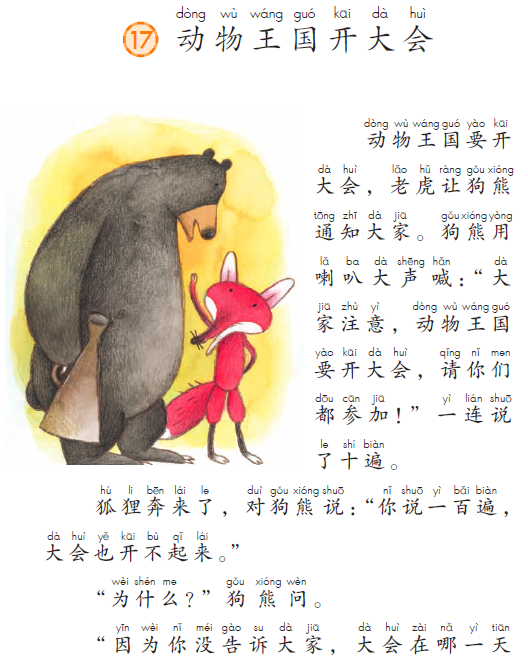 dòng wù wáng guó kāi dà huì
17 动物王国开大会
dòng wù wáng guó yào kāi
动物王国要开
dà huì lǎo hǔ ràng gǒu xióng
大会，老虎让狗熊
tōng zhī dà jiā gǒu xióng yòng
通知大家。狗熊用
lǎ ba dà shēng hǎn dà
喇叭大声喊：“大
jiā zhù yì dòng wù wáng guó
家注意，动物王国
yào kāi dà huì qǐng nǐ men
要开大会，请你们
dōu cān jiā yì lián shuō
都参加！”一连说
le shí biàn
了十遍。
hú li bēn lái le duì gǒu xióng shuō nǐ shuō yì bǎi biàn
狐狸奔来了，对狗熊说：“你说一百遍，
dà huì yě kāi bù qǐ lái
大会也开不起来。”
wèi shén me gǒu xióng wèn
“为什么？”狗熊问。
yīn wèi nǐ méi gào su dà jiā dà huì zài nǎ yì tiān
“因为你没告诉大家，大会在哪一天